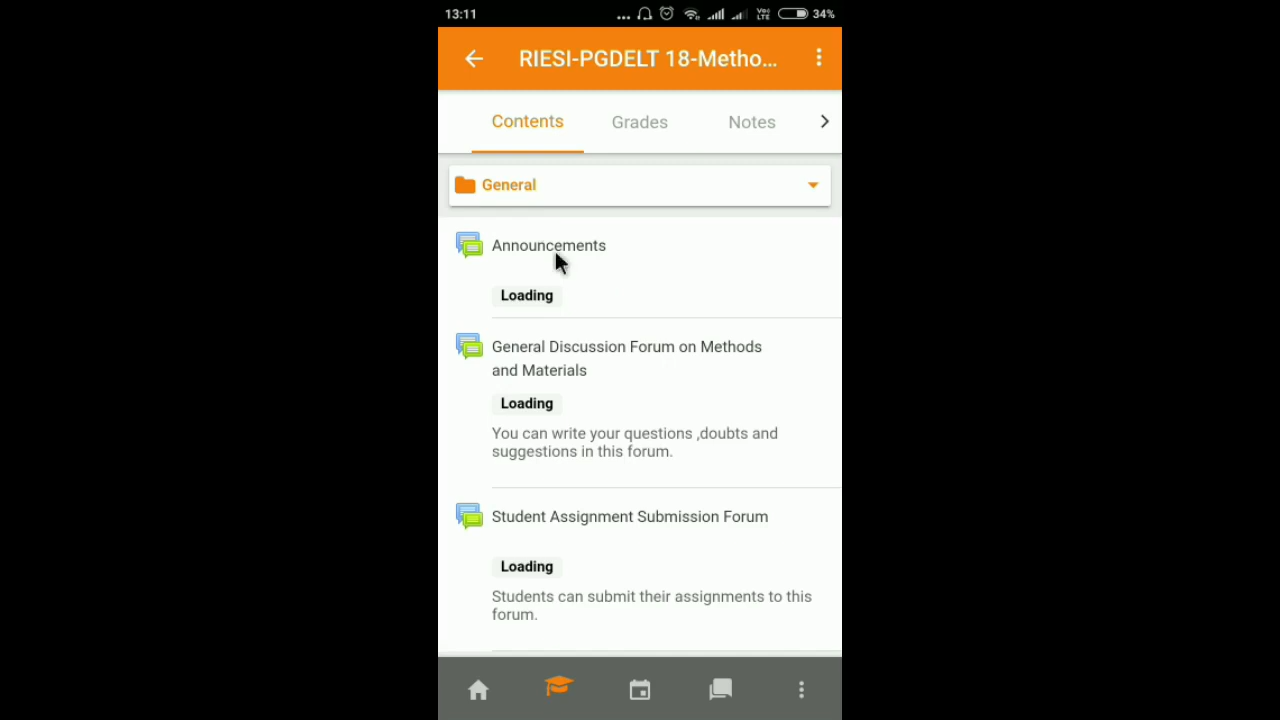 13:11
... Vo) LTE 34%
RIESI-PGDELT 18-Metho...
Contents Grades Notes
General
Announcements
Loading
General Discussion Forum on Methods
and Materials
Loading
You can write your questions ,doubts and
suggestions in this forum.
Student Assignment Submission Forum
Loading
Students can submit their assignments to this
forum.